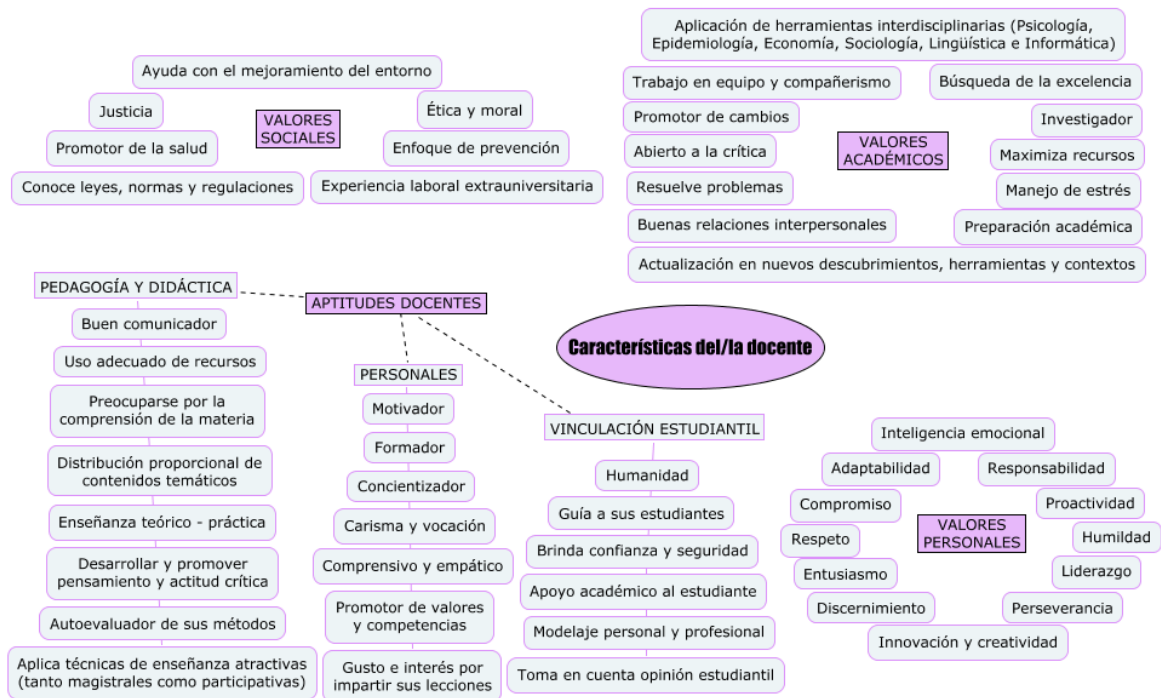 Ayuda con el mejoramiento del entorno
Justicia
VALORES
SOCIALES
Ética y moral
Promotor de la salud
Enfoque de prevención
Conoce leyes, normas y regulaciones
Experiencia laboral extrauniversitaria
Aplicación de herramientas interdisciplinarias (Psicología,
Epidemiología, Economía, Sociología, Lingüística e Informática)
Trabajo en equipo y compañerismo
Búsqueda de la excelencia
Promotor de cambios
VALORES
ACADÉMICOS
Investigador
Abierto a la crítica
Maximiza recursos
Resuelve problemas
Manejo de estrés
Buenas relaciones interpersonales
Preparación académica
Actualización en nuevos descubrimientos, herramientas y contextos
Características del/la docente
APTITUDES DOCENTES
PEDAGOGÍA Y DIDÁCTICA
Buen comunicador
Uso adecuado de recursos
Preocuparse por la
comprensión de la materia
Distribución proporcional de
contenidos temáticos
Enseñanza teórico - práctica
Desarrollar y promover
pensamiento y actitud crítica
Autoevaluador de sus métodos
Aplica técnicas de enseñanza atractivas
(tanto magistrales como participativas)
PERSONALES
Motivador
Formador
Concientizador
Carisma y vocación
Comprensivo y empático
Promotor de valores
y competencias
Gusto e interés por
impartir sus lecciones
VINCULACIÓN ESTUDIANTIL
Humanidad
Guía a sus estudiantes
Brinda confianza y seguridad
Apoyo académico al estudiante
Modelaje personal y profesional
Toma en cuenta opinión estudiantil
Inteligencia emocional
Adaptabilidad
Responsabilidad
Compromiso
Proactividad
VALORES
PERSONALES
Respeto
Humildad
Entusiasmo
Liderazgo
Discernimiento
Perseverancia
Innovación y creatividad